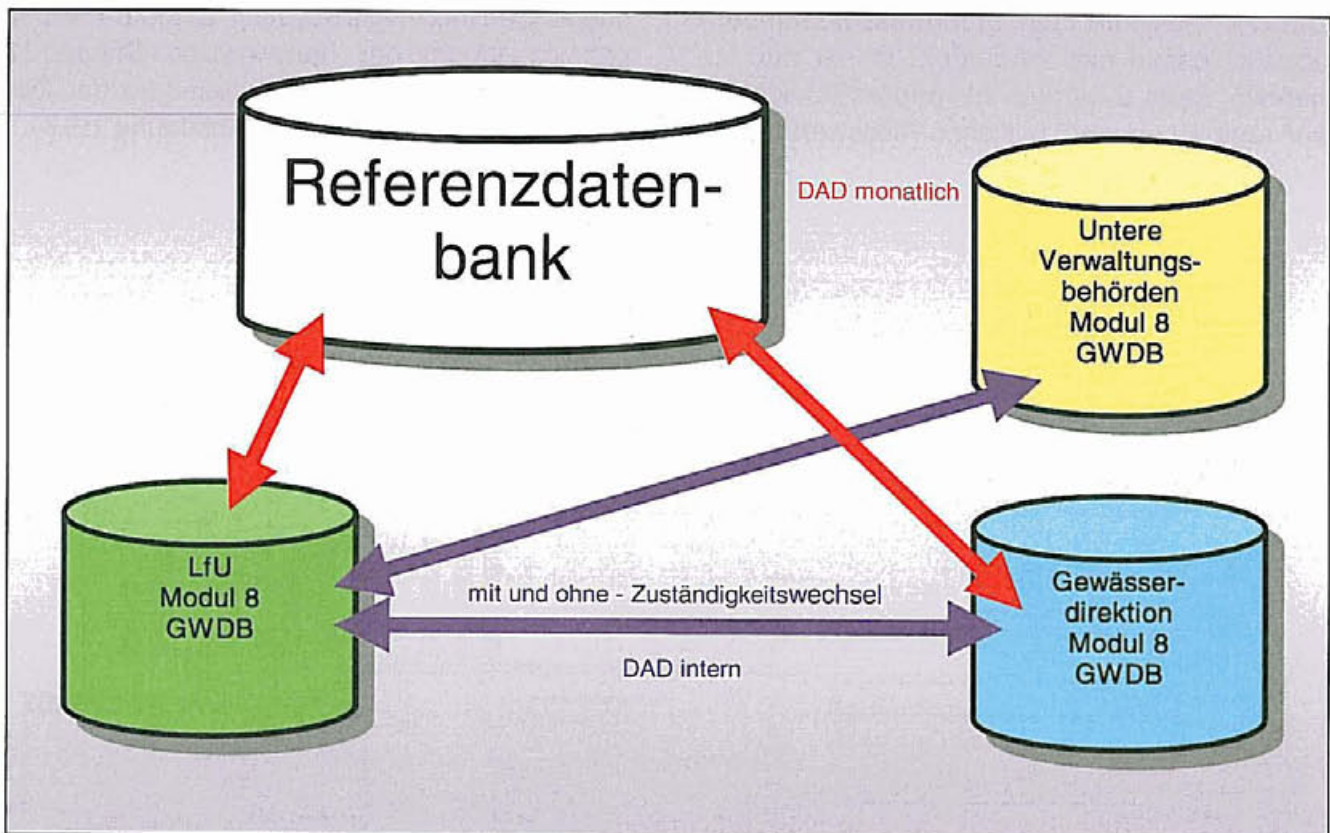 Referenzdaten-
bank
DAD monatlich
Untere
Verwaltungs-
behörden
Modul 8
GWDB
LfU
Modul 8
GWDB
mit und ohne - Zuständigkeitswechsel
DAD intern
Gewässer-
direktion
Modul 8
GWDB